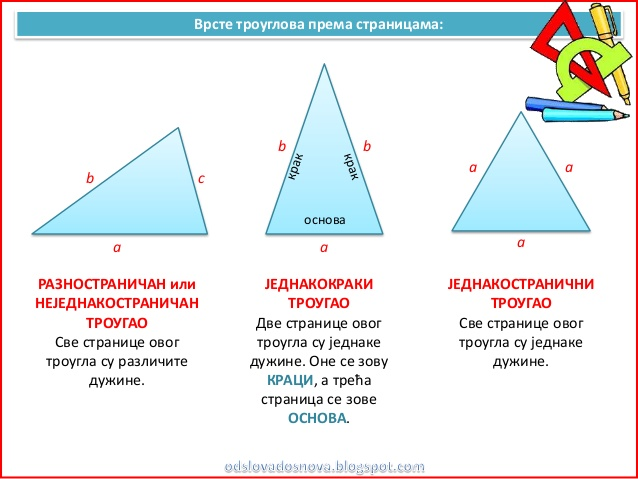 Врсте троуглова према страницама:
b
c
a
b
b
крак
крак
основа
a
a
a
a
РАЗНОСТРАНИЧАН или
НЕЈЕДНАКОСТРАНИЧАН
ТРОУГАО
Све странице овог
троугла су различите
дужине.
ЈЕДНАКОКРАКИ
ТРОУГАО
Две странице овог
троугла су једнаке
дужине. Оне се зову
КРАЦИ, а трећа
страница се зове
ОСНОВА.
ЈЕДНАКОСТРАНИЧНИ
ТРОУГАО
Све странице овог
троугла су једнаке
дужине.
odslovadosnova.blogspot.com